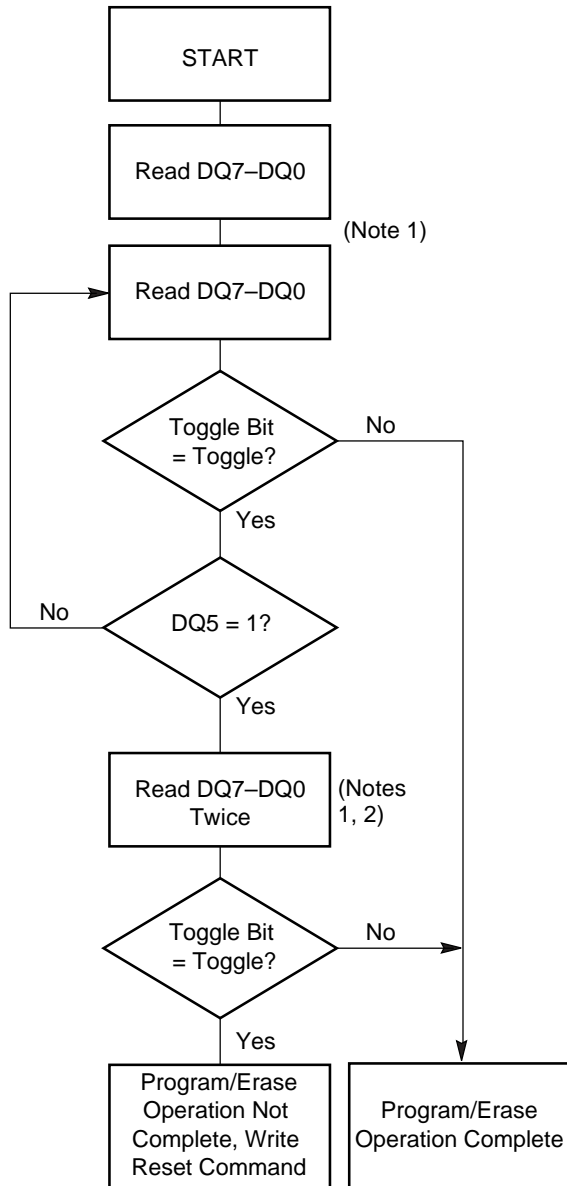 START
Read DQ7–DQ0
(Note 1)
Read DQ7–DQ0
Toggle Bit
= Toggle?
No
Yes
No
DQ5 = 1?
Yes
Read DQ7–DQ0
Twice
(Notes
1, 2)
Toggle Bit
= Toggle?
No
Yes
Program/Erase
Operation Not
Complete, Write
Reset Command
Program/Erase
Operation Complete